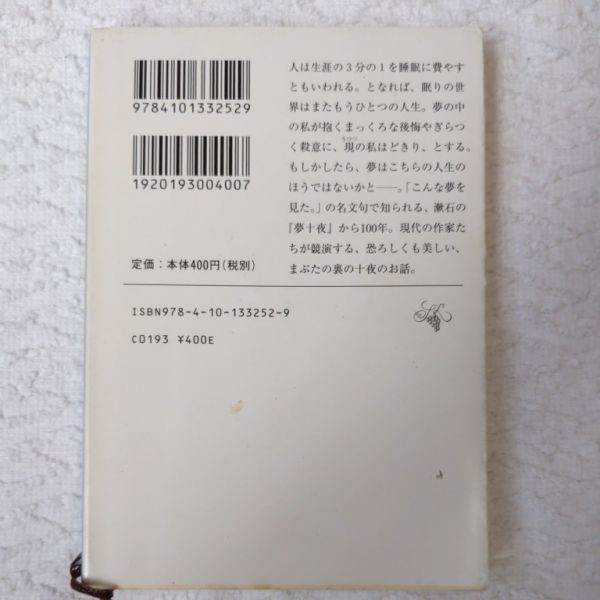 9784101332529
1920193004007
定価：本体400円(税別)
ISBN978-4-10-133252-9
C0193 ¥400E
人は生涯の3分の1を睡眠に費やす
ともいわれる。となれば、眠りの世
界はまたもうひとつの人生。夢の中
の私が抱くまっくろな後悔やぎらつ
く殺意に、現の私はどきり、とする。
もしかしたら、夢はこちらの人生の
ほうではないかと――。「こんな夢を
見た。」の名文句で知られる、漱石の
『夢十夜』から100年。現代の作家た
ちが競演する、恐ろしくも美しい、
まぶたの裏の十夜のお話。